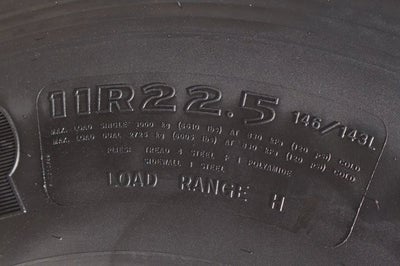 11R22.5 146/143L
MAX. LOAD SINGLE 3000 kg (6610 lbs) AT 830 kPa (120 psi) COLD
MAX. LOAD DUAL 2725 kg (6005 lbs) AT 830 kPa (120 psi) COLD
PLIES: TREAD 4 STEEL + 1 POLYAMIDE
SIDEWALL 1 STEEL
LOAD RANGE H